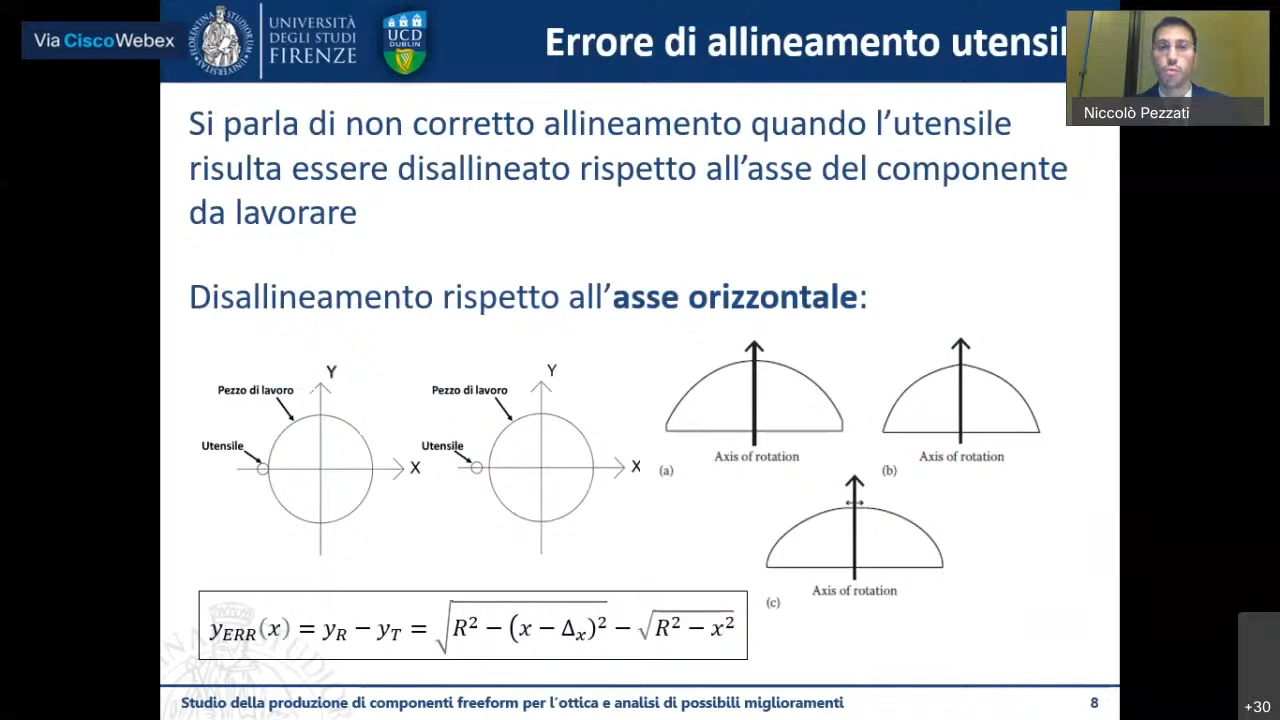 Via Cisco Webex
UNIVERSITÀ
DEGLI STUDI
FIRENZE
UCD
DUBLIN
Errore di allineamento utensil
Niccolò Pezzati
Si parla di non corretto allineamento quando l’utensile
risulta essere disallineato rispetto all’asse del componente
da lavorare
Disallineamento rispetto all’asse orizzontale:
Y
Pezzo di lavoro
Utensile
X
Y
Pezzo di lavoro
Utensile
X
Axis of rotation
(a)
Axis of rotation
(b)
Axis of rotation
(c)
y_ERR(x) = y_R − y_T = √(R² − (x − Δ_x)²) − √(R² − x²)
Studio della produzione di componenti freeform per l’ottica e analisi di possibili miglioramenti
8
+30